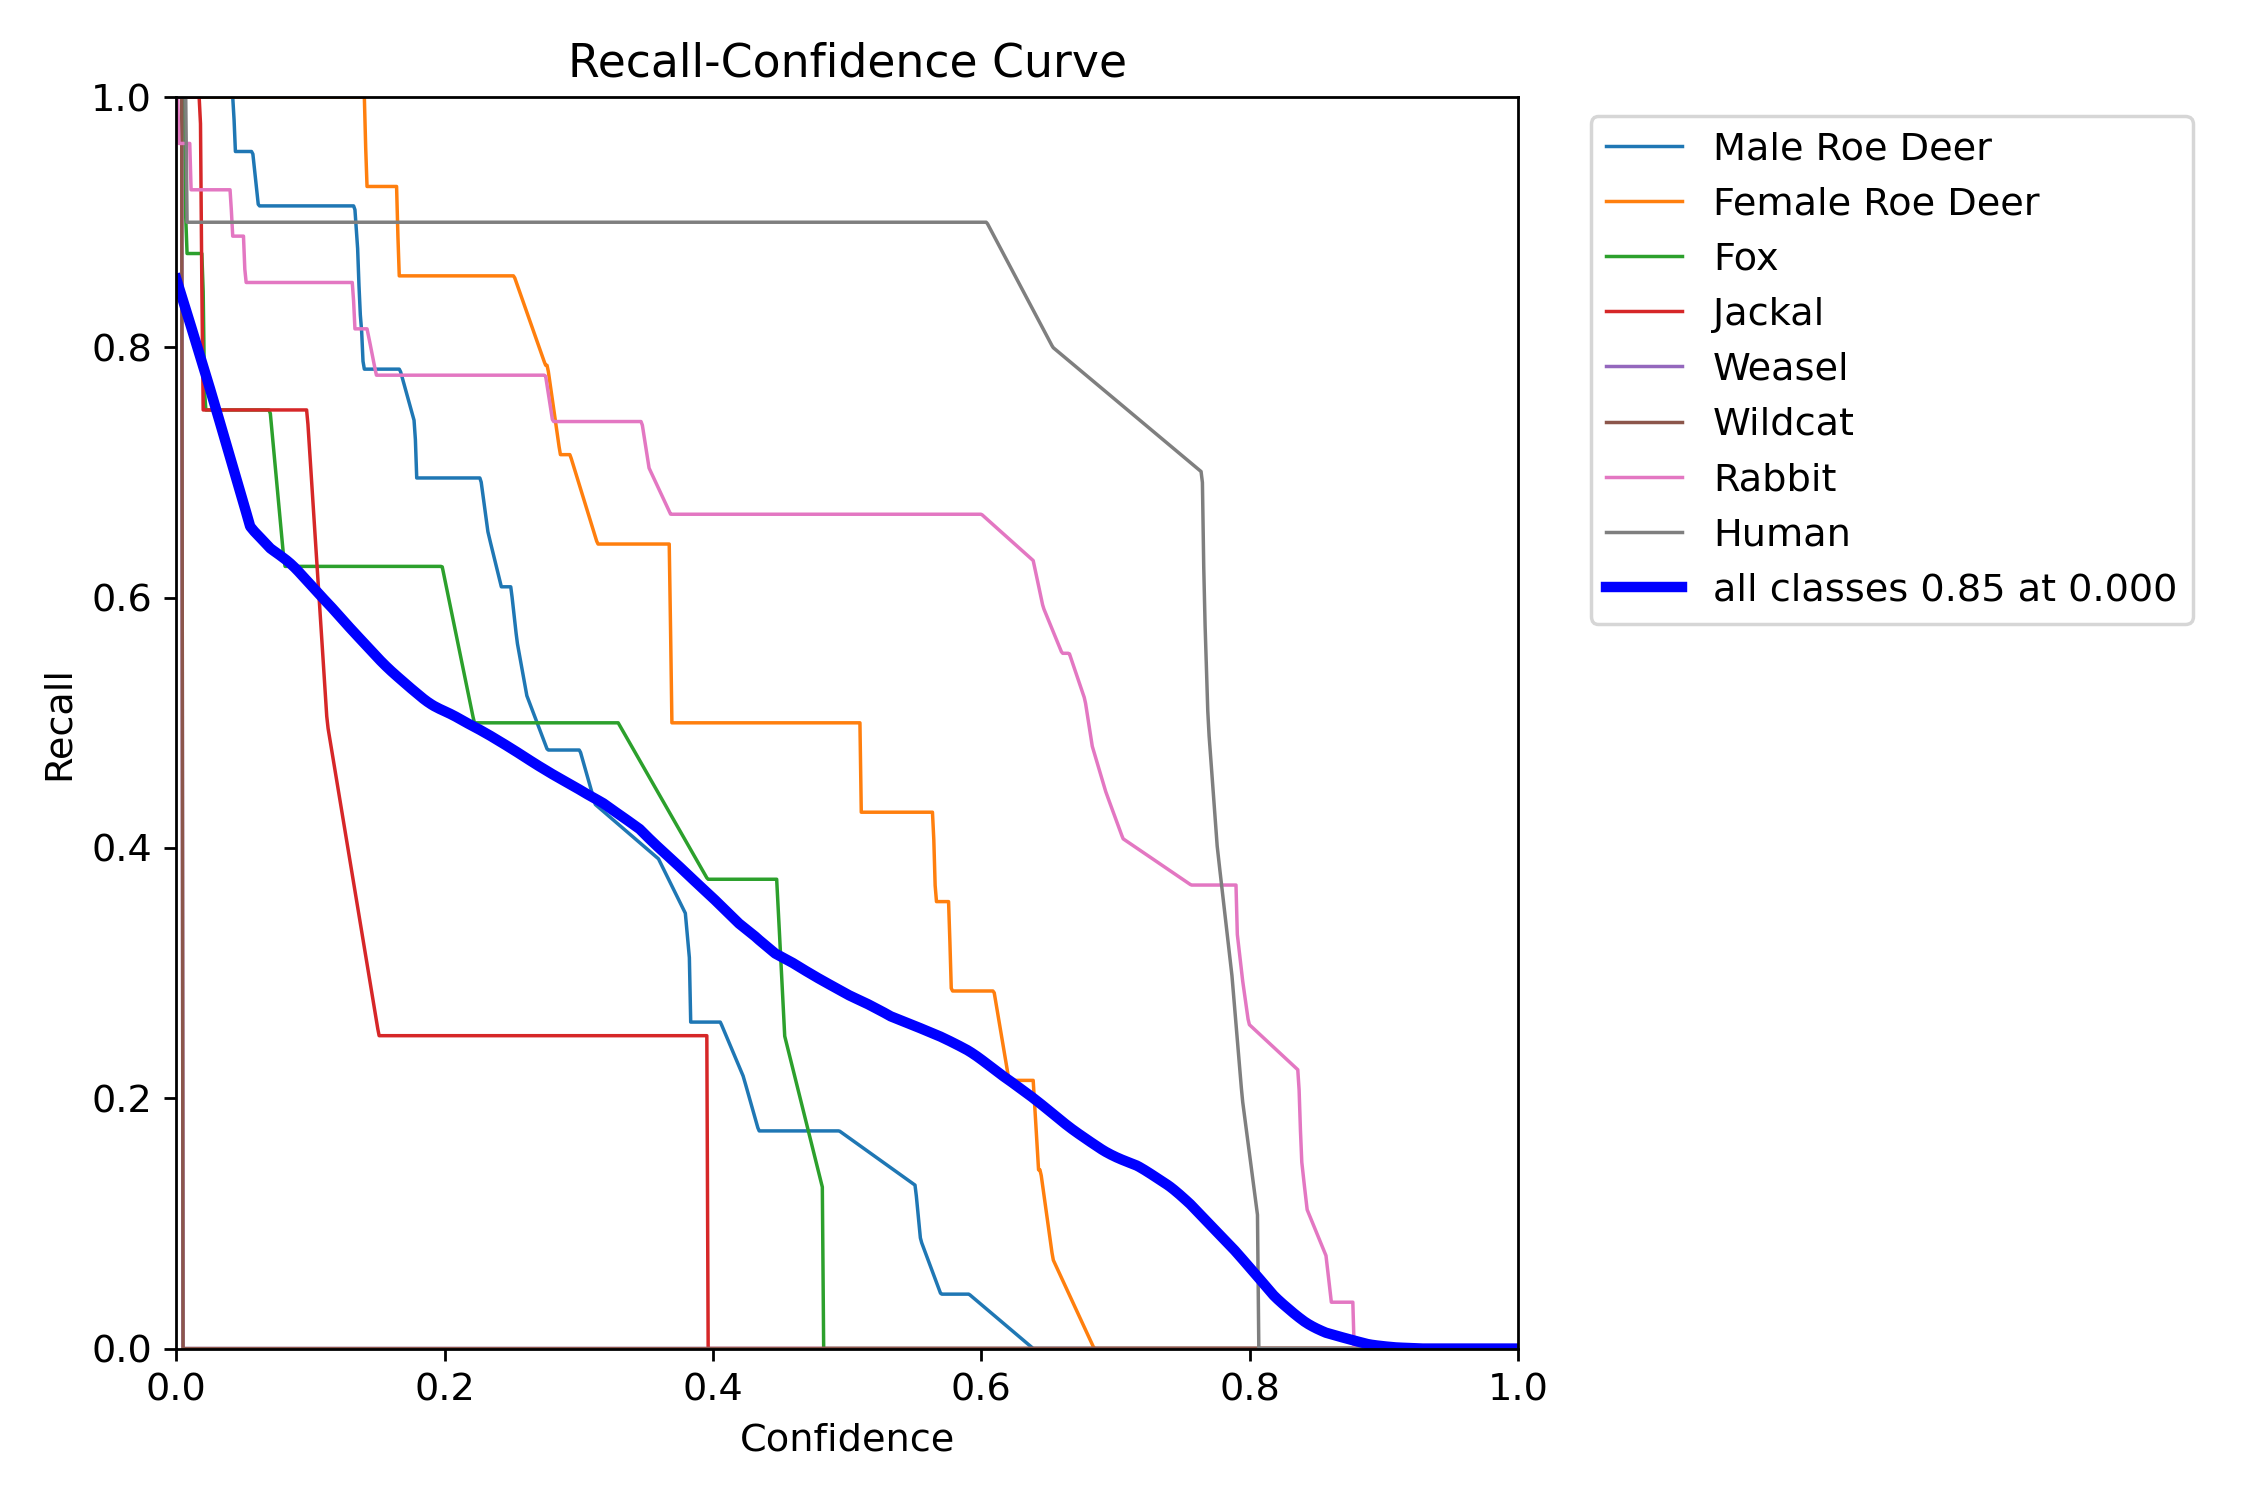 Recall-Confidence Curve
1.0
0.8
0.6
0.4
0.2
0.0
Recall
0.0 0.2 0.4 0.6 0.8 1.0
Confidence
Male Roe Deer
Female Roe Deer
Fox
Jackal
Weasel
Wildcat
Rabbit
Human
all classes 0.85 at 0.000